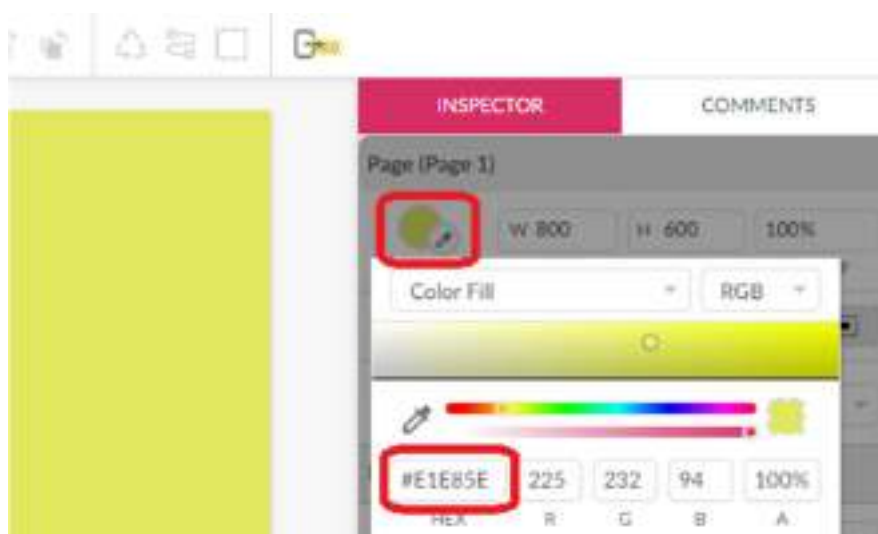 INSPECTOR COMMENTS
Page (Page 1)
W 800 H 600 100%
Color Fill RGB
#E1E85E 225 232 94 100%
HEX R G B A